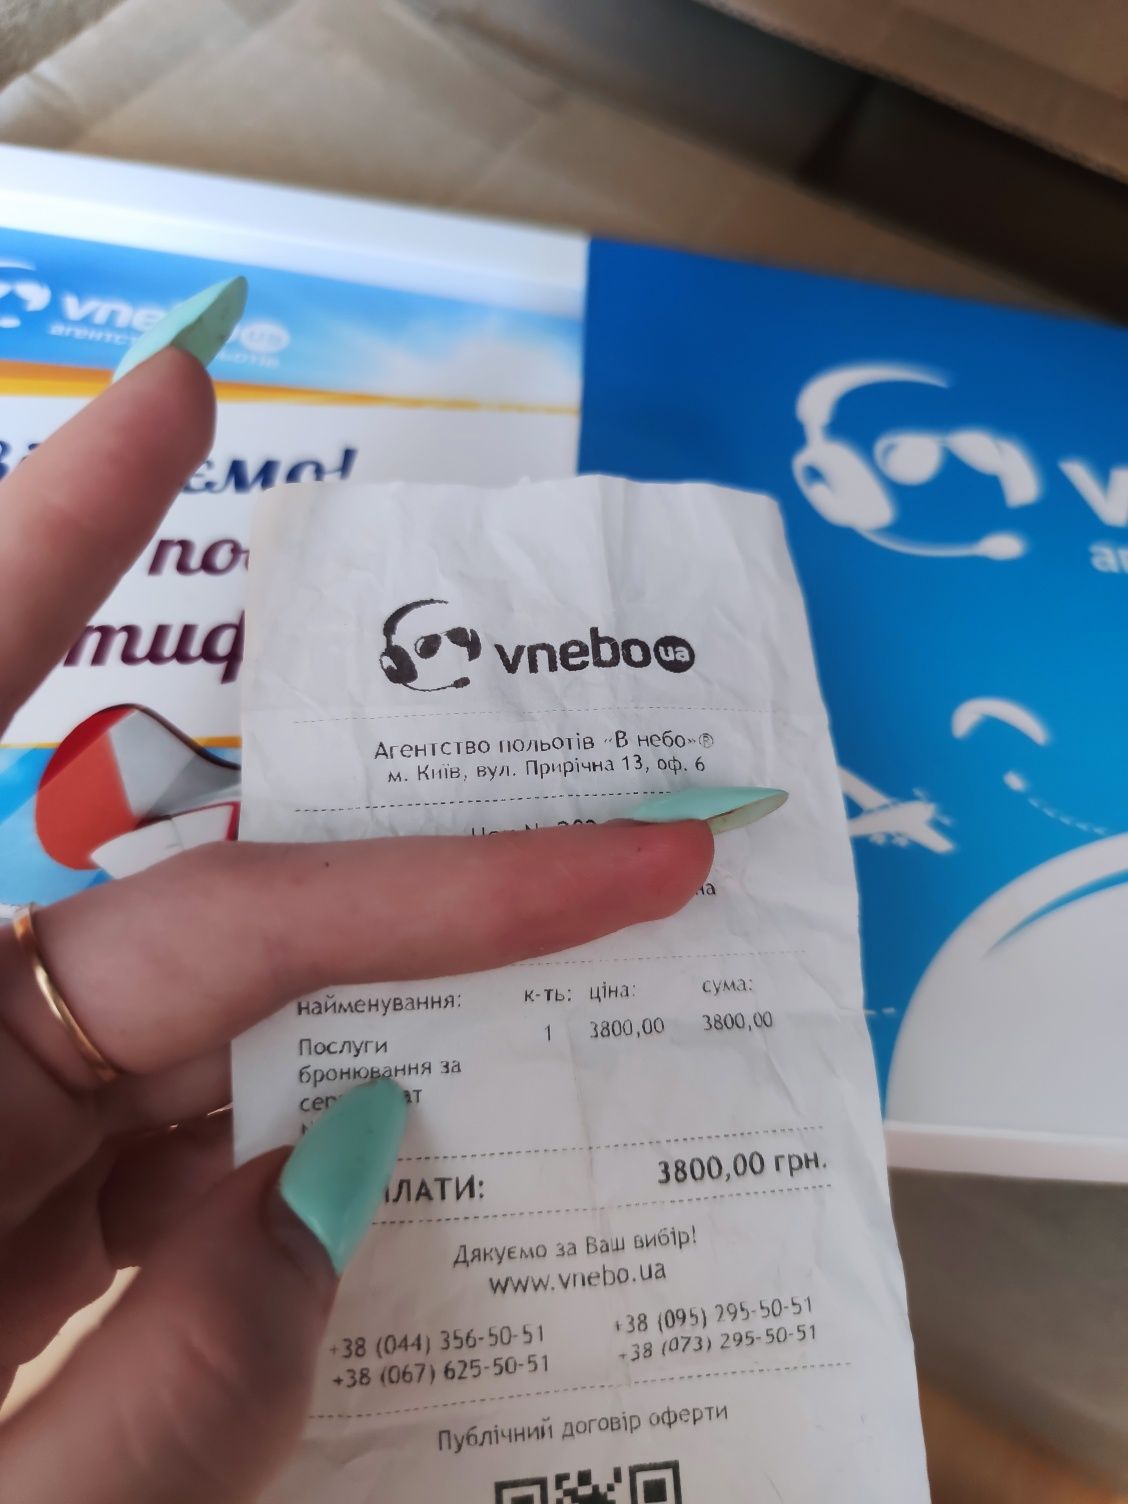 vnebo ua
vnebo ua
Агентство польотів «В небо»®
м. Київ, вул. Прирічна 13, оф. 6
найменування: к-ть: ціна: сума:
Послуги 1 3800,00 3800,00
бронювання за
3800,00 грн.
Дякуємо за Ваш вибір!
www.vnebo.ua
+38 (044) 356-50-51 +38 (095) 295-50-51
+38 (067) 625-50-51 +38 (073) 295-50-51
Публічний договір оферти